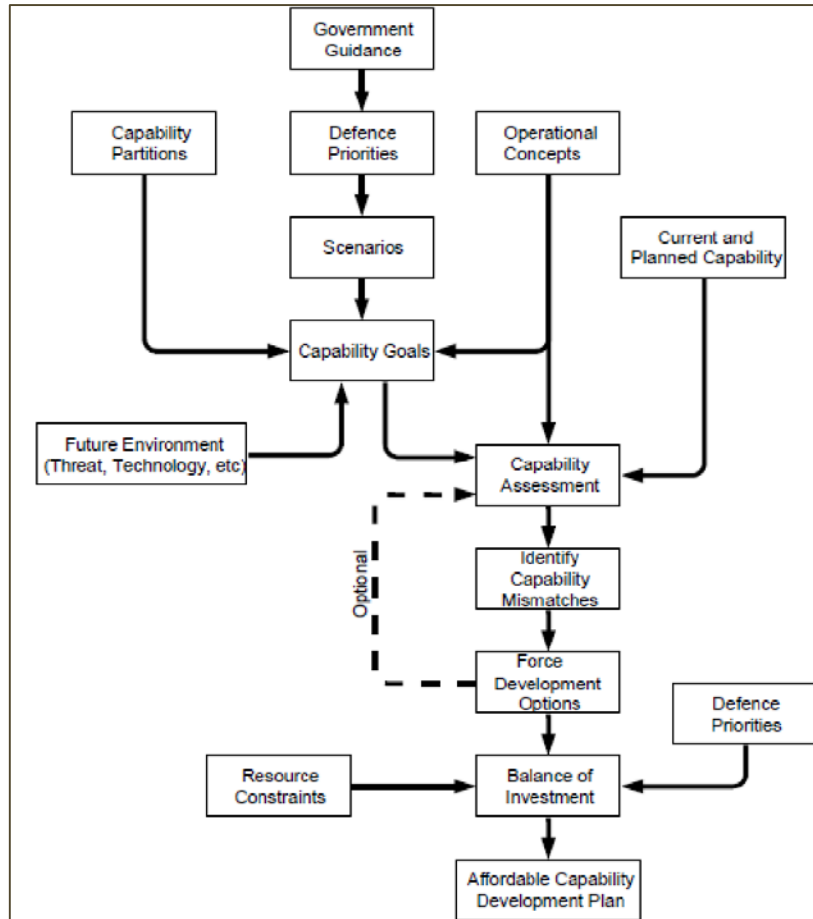 Government
Guidance
Capability
Partitions
Defence
Priorities
Operational
Concepts
Scenarios
Current and
Planned Capability
Capability Goals
Future Environment
(Threat, Technology, etc)
Capability
Assessment
Optional
Identify
Capability
Mismatches
Force
Development
Options
Defence
Priorities
Resource
Constraints
Balance of
Investment
Affordable Capability
Development Plan